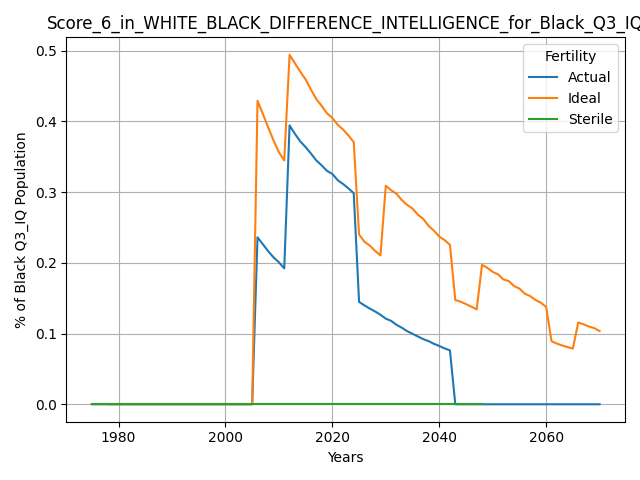 Score_6_in_WHITE_BLACK_DIFFERENCE_INTELLIGENCE_for_Black_Q3_IQ
Fertility
Actual
Ideal
Sterile
% of Black Q3_IQ Population
0.5
0.4
0.3
0.2
0.1
0.0
1980 2000 2020 2040 2060
Years